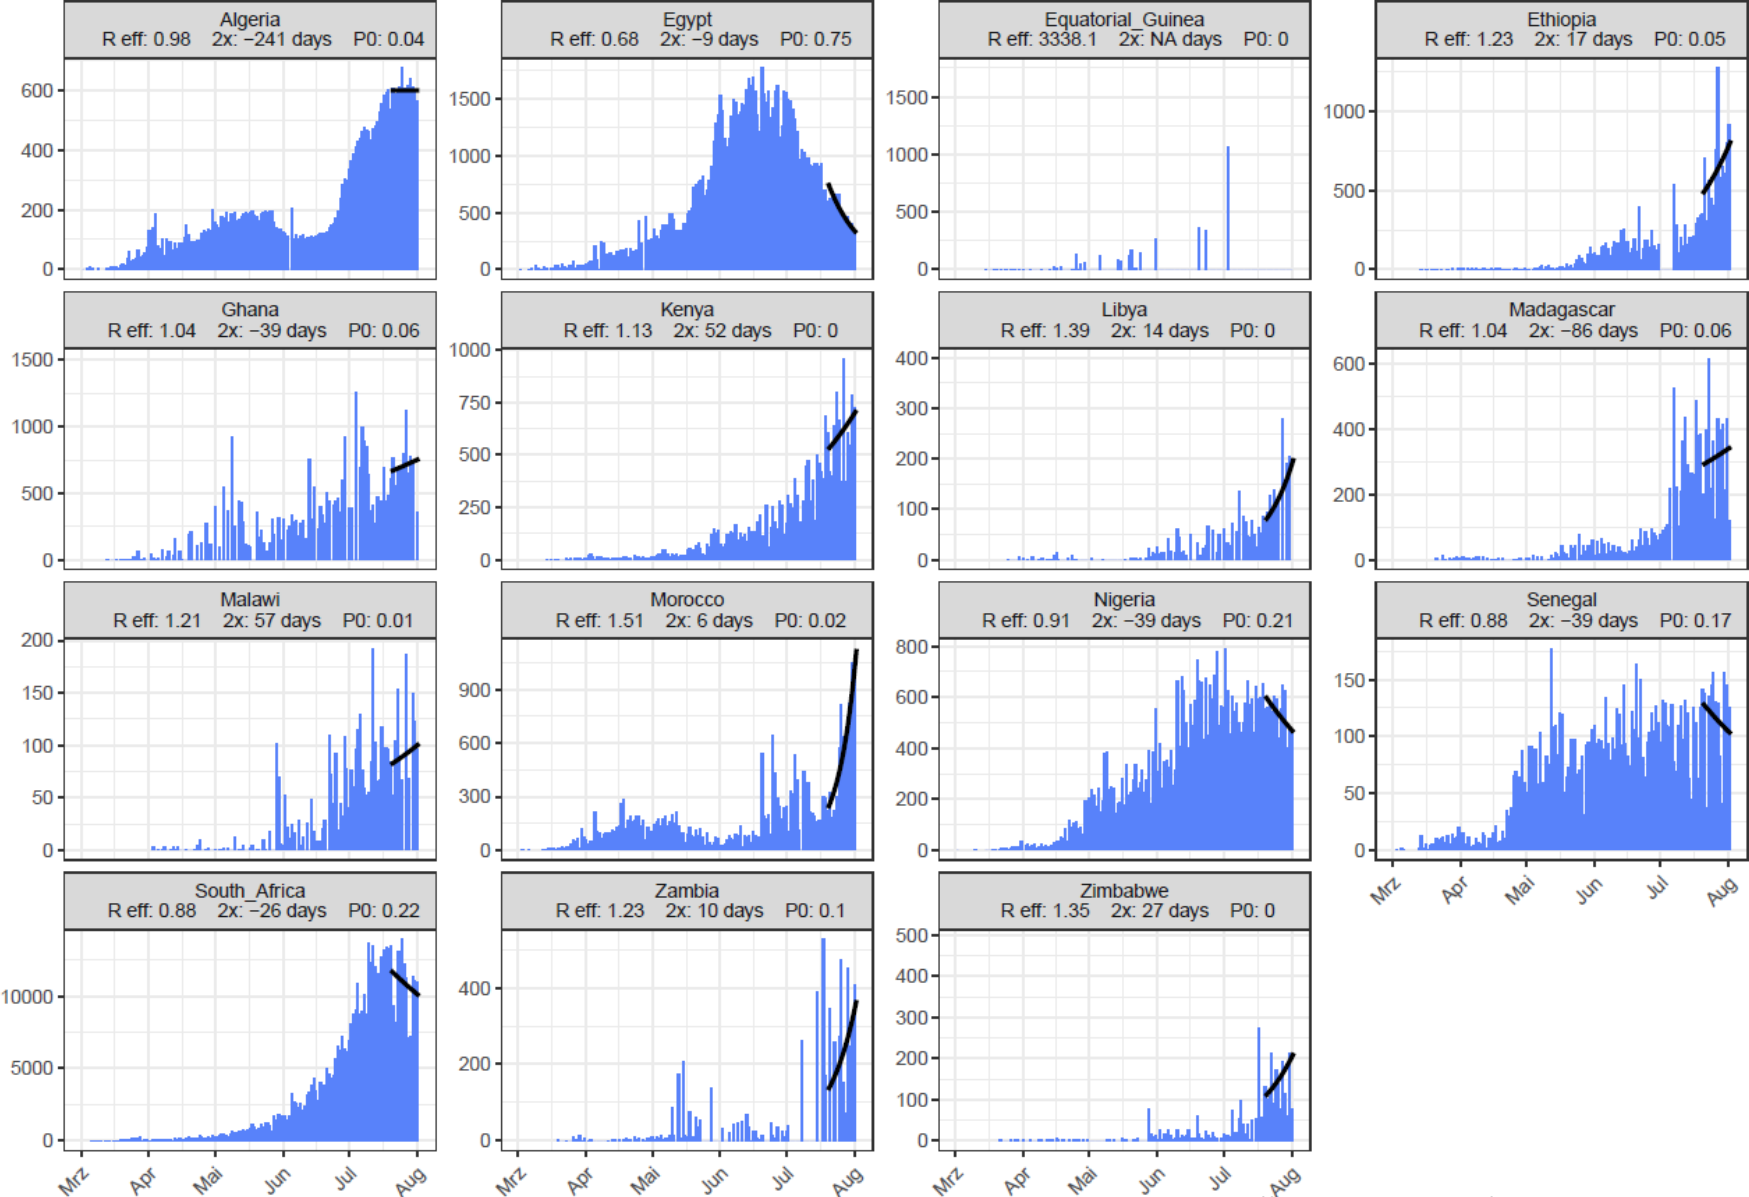 Algeria
R eff: 0.98 2x: −241 days P0: 0.04
600
400
200
0
Egypt
R eff: 0.68 2x: −9 days P0: 0.75
1500
1000
500
0
Equatorial_Guinea
R eff: 3338.1 2x: NA days P0: 0
1500
1000
500
0
Ethiopia
R eff: 1.23 2x: 17 days P0: 0.05
1000
500
0
Ghana
R eff: 1.04 2x: −39 days P0: 0.06
1500
1000
500
0
Kenya
R eff: 1.13 2x: 52 days P0: 0
1000
750
500
250
0
Libya
R eff: 1.39 2x: 14 days P0: 0
400
300
200
100
0
Madagascar
R eff: 1.04 2x: −86 days P0: 0.06
600
400
200
0
Malawi
R eff: 1.21 2x: 57 days P0: 0.01
200
150
100
50
0
Morocco
R eff: 1.51 2x: 6 days P0: 0.02
900
600
300
0
Nigeria
R eff: 0.91 2x: −39 days P0: 0.21
800
600
400
200
0
Senegal
R eff: 0.88 2x: −39 days P0: 0.17
150
100
50
0
Mrz Apr Mai Jun Jul Aug
South_Africa
R eff: 0.88 2x: −26 days P0: 0.22
10000
5000
0
Mrz Apr Mai Jun Jul Aug
Zambia
R eff: 1.23 2x: 10 days P0: 0.1
400
200
0
Mrz Apr Mai Jun Jul Aug
Zimbabwe
R eff: 1.35 2x: 27 days P0: 0
500
400
300
200
100
0
Mrz Apr Mai Jun Jul Aug